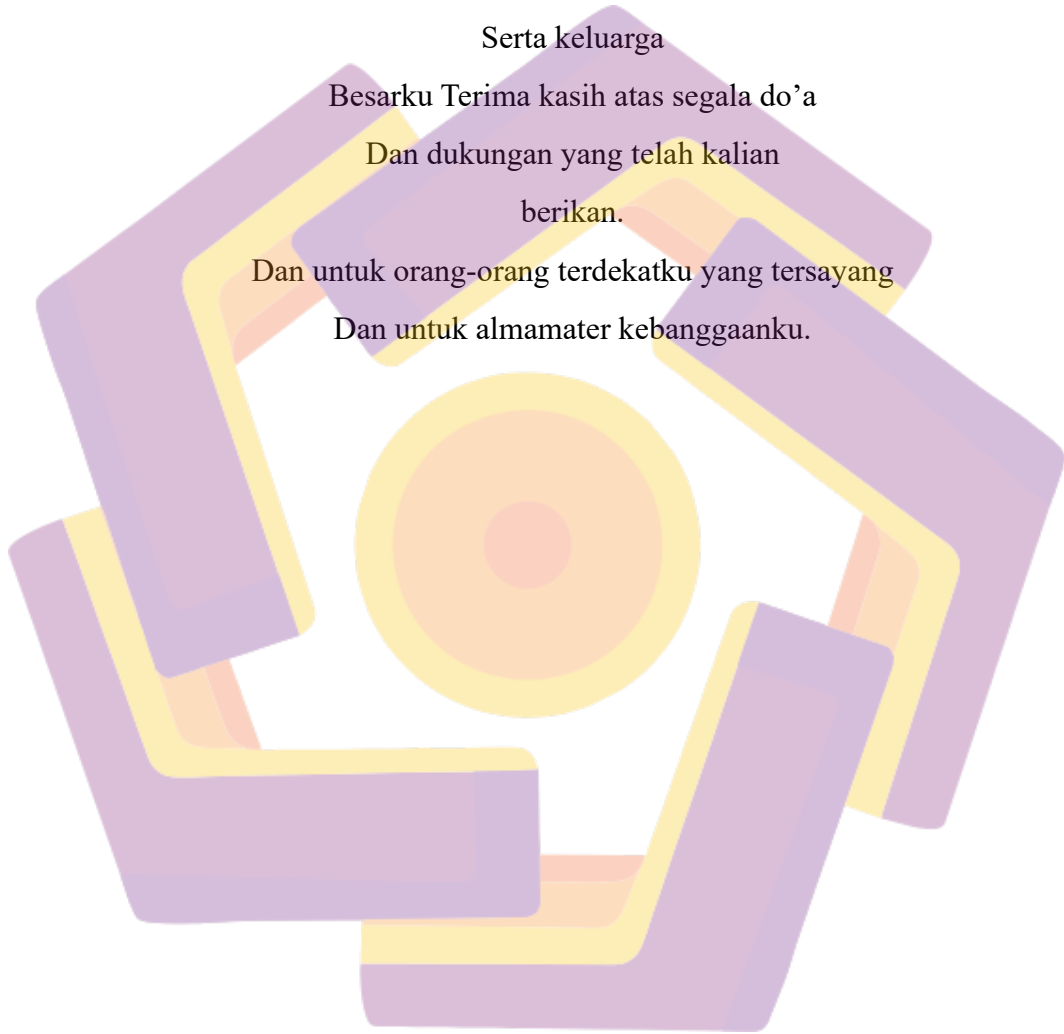 Serta keluarga
Besarku Terima kasih atas segala do’a
Dan dukungan yang telah kalian
berikan.
Dan untuk orang-orang terdekatku yang tersayang
Dan untuk almamater kebanggaanku.